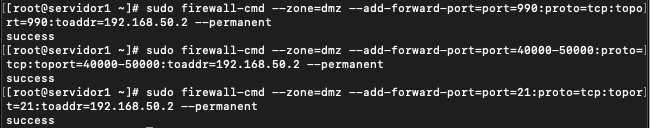 [[root@servidor1 ~]# sudo firewall-cmd --zone=dmz --add-forward-port=port=990:proto=tcp:topo]
rt=990:toaddr=192.168.50.2 --permanent
success
[[root@servidor1 ~]# sudo firewall-cmd --zone=dmz --add-forward-port=port=40000-50000:proto=]
tcp:toport=40000-50000:toaddr=192.168.50.2 --permanent
success
[[root@servidor1 ~]# sudo firewall-cmd --zone=dmz --add-forward-port=port=21:proto=tcp:topor]
t=21:toaddr=192.168.50.2 --permanent
success